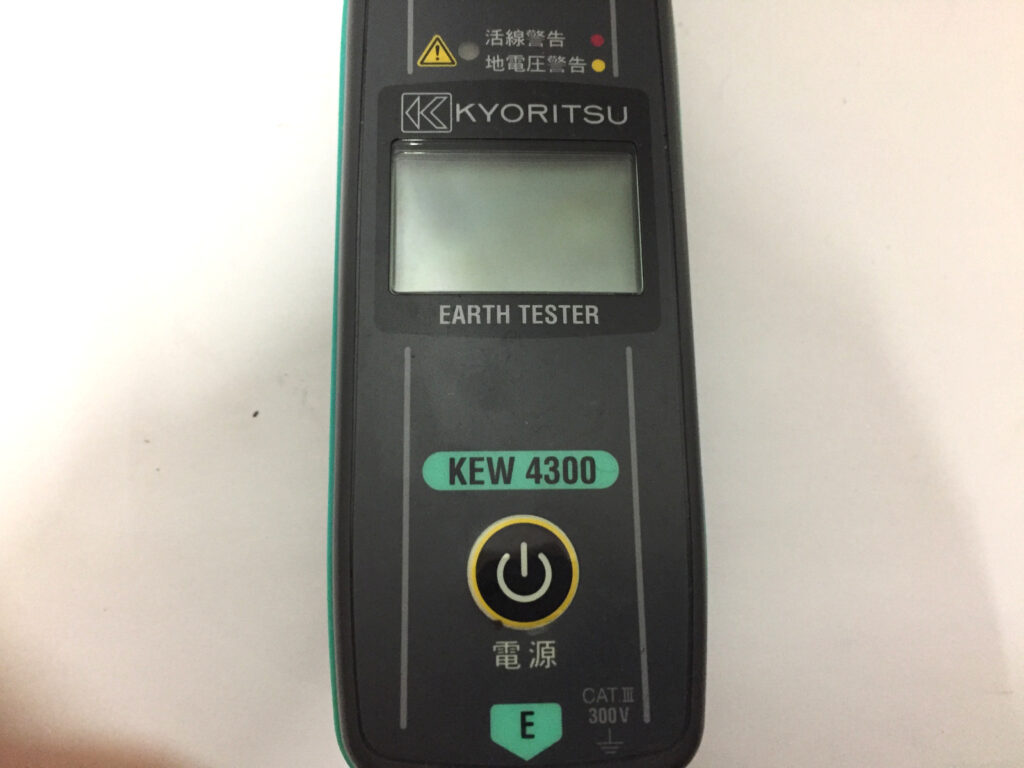 活線警告
地電圧警告
KYORITSU
EARTH TESTER
KEW 4300
電源
CAT.III
300V
E